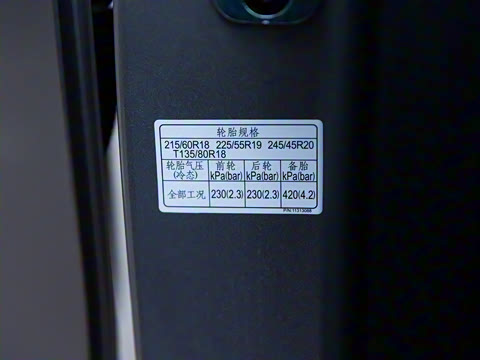 轮胎规格
215/60R18 225/55R19 245/45R20
T135/80R18
轮胎气压(冷态) 前轮 kPa(bar) 后轮 kPa(bar) 备胎 kPa(bar)
全部工况 230(2.3) 230(2.3) 420(4.2)
P/N:11313088